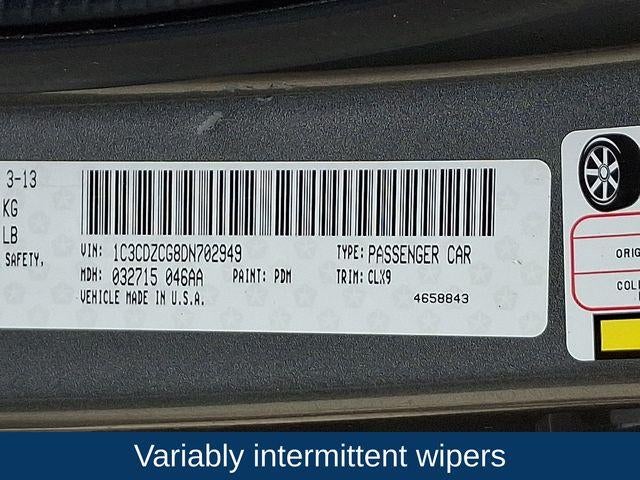 3-13
KG
LB
SAFETY,
VIN: 1C3CDZCG8DN702949
TYPE: PASSENGER CAR
MDH: 032715 046AA
PAINT: PDM
TRIM: CLX9
VEHICLE MADE IN U.S.A.
4658843
ORIG
COL
Variably intermittent wipers